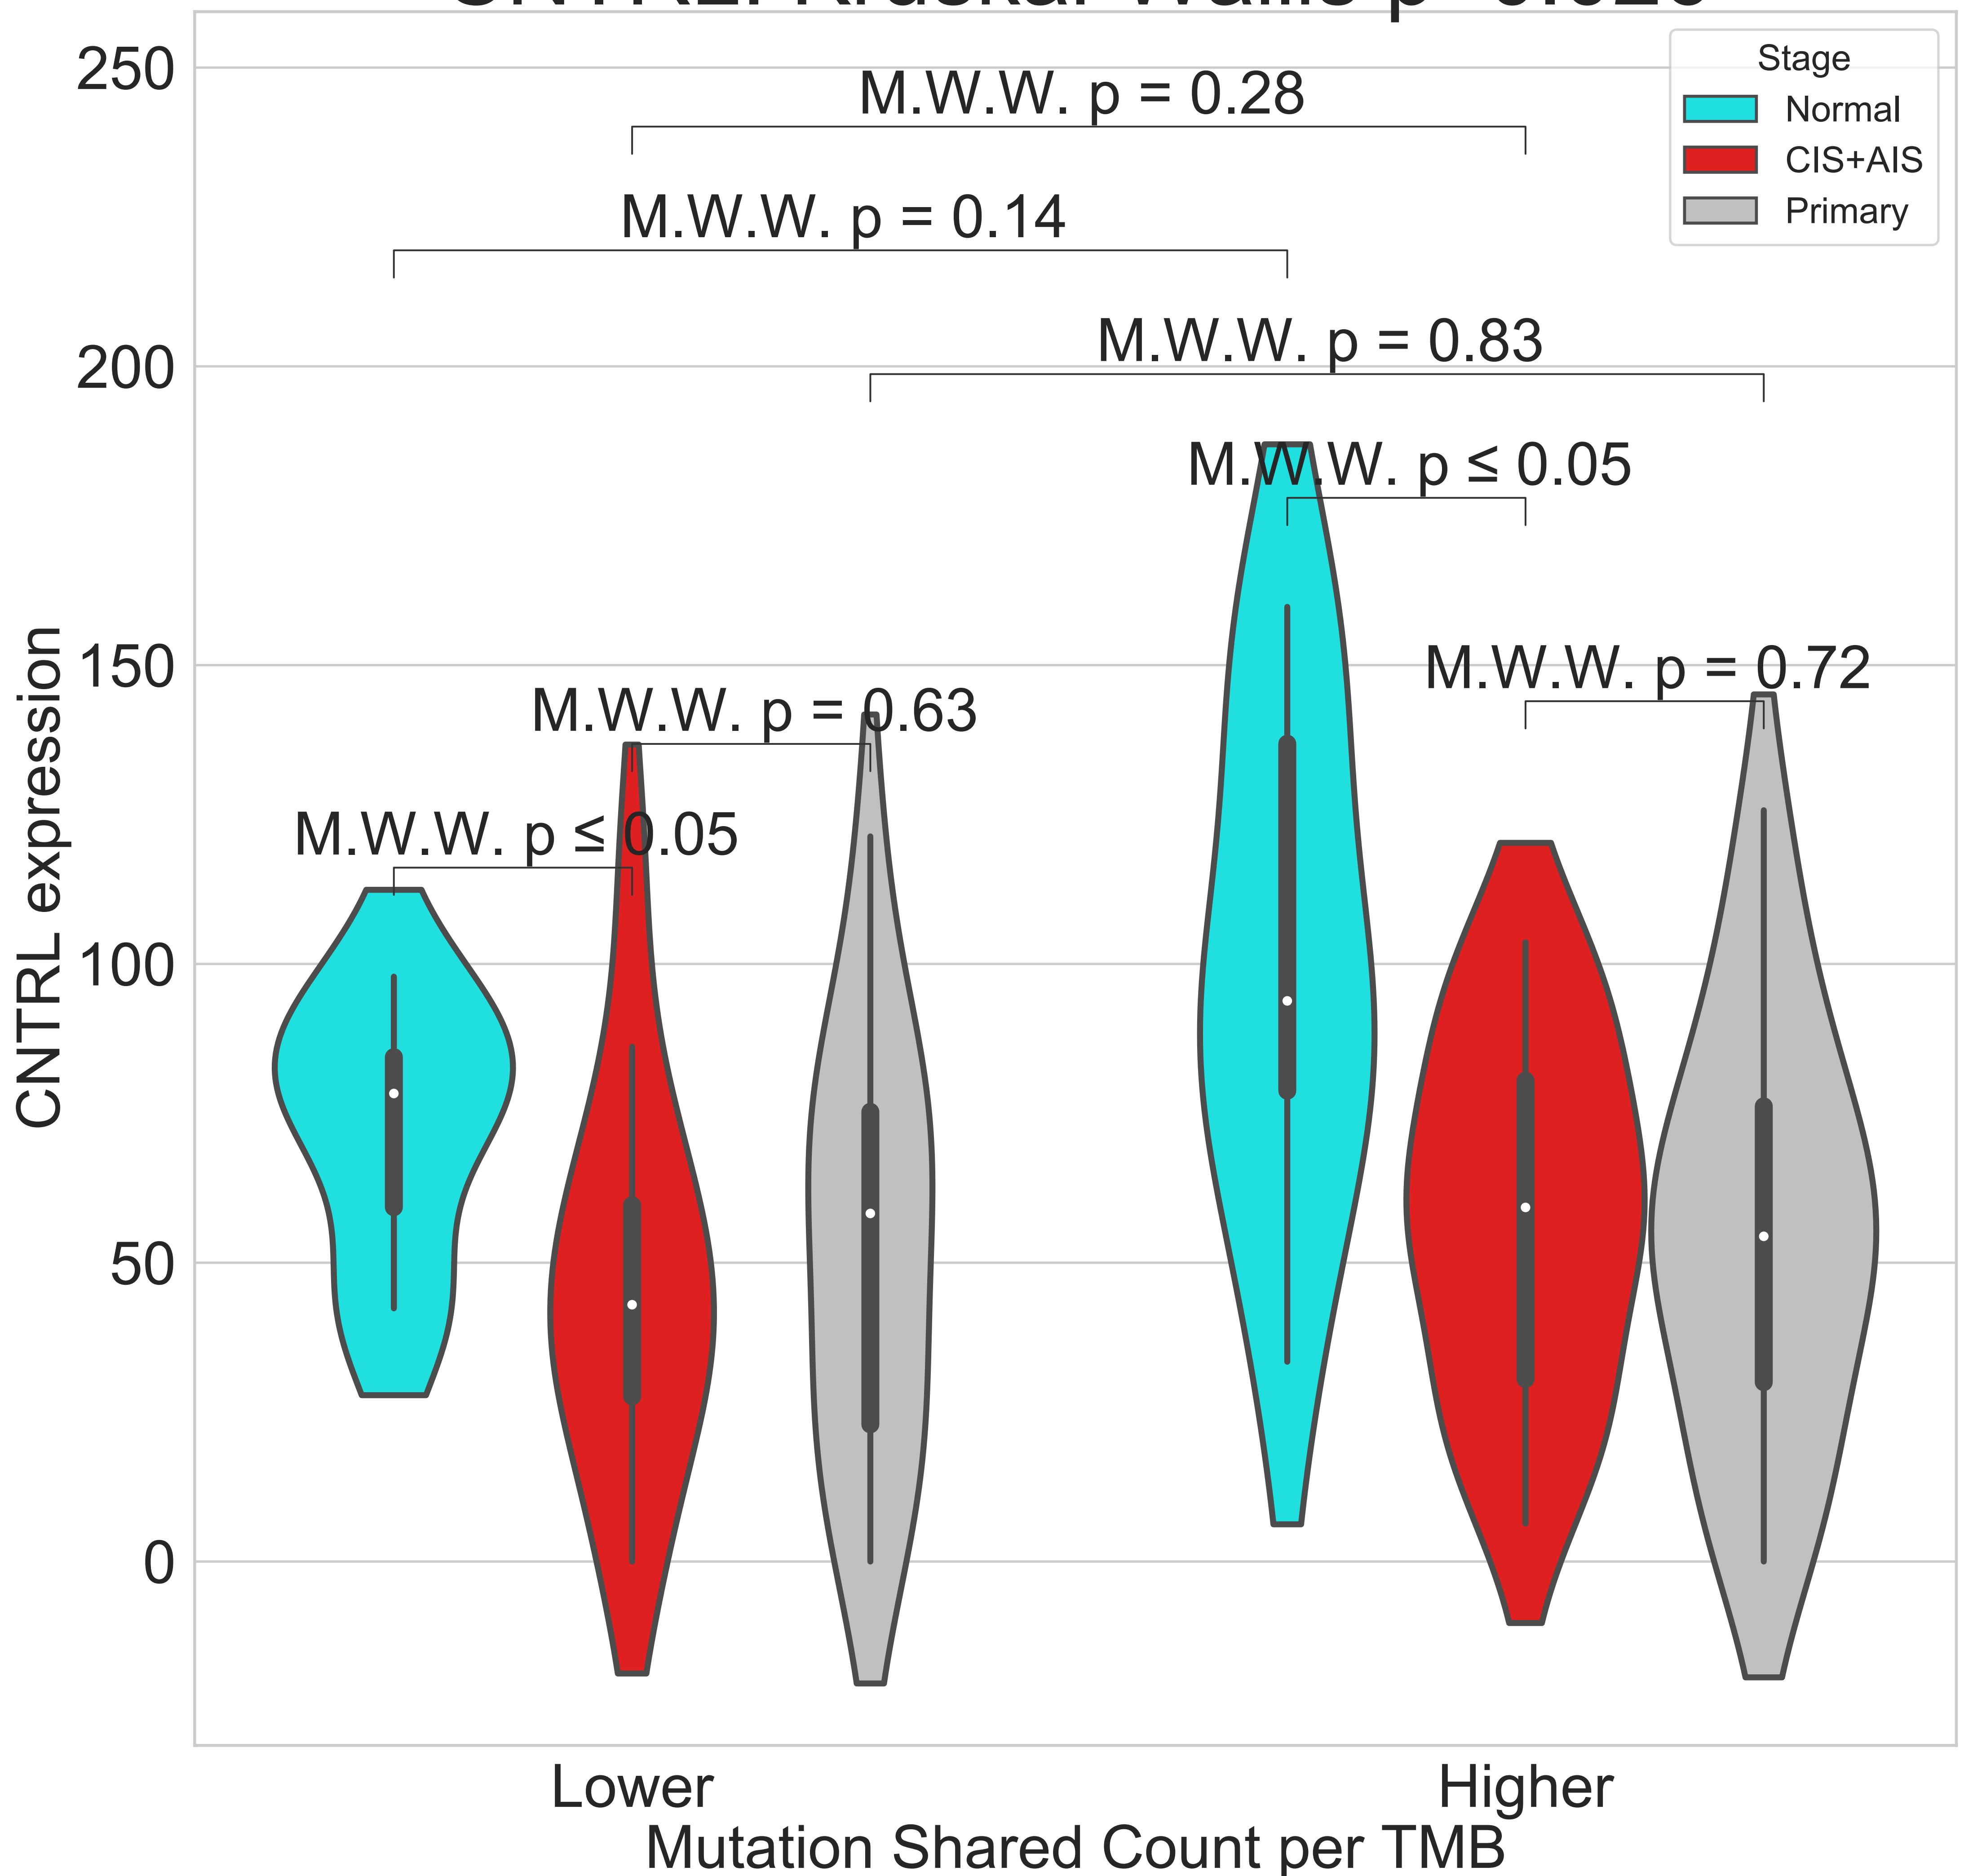 250
200
150
100
50
0
CNTRL expression
Stage
Normal
CIS+AIS
Primary
M.W.W. p = 0.28
M.W.W. p = 0.14
M.W.W. p = 0.83
M.W.W. p ≤ 0.05
M.W.W. p = 0.72
M.W.W. p = 0.63
M.W.W. p ≤ 0.05
Lower
Higher
Mutation Shared Count per TMB